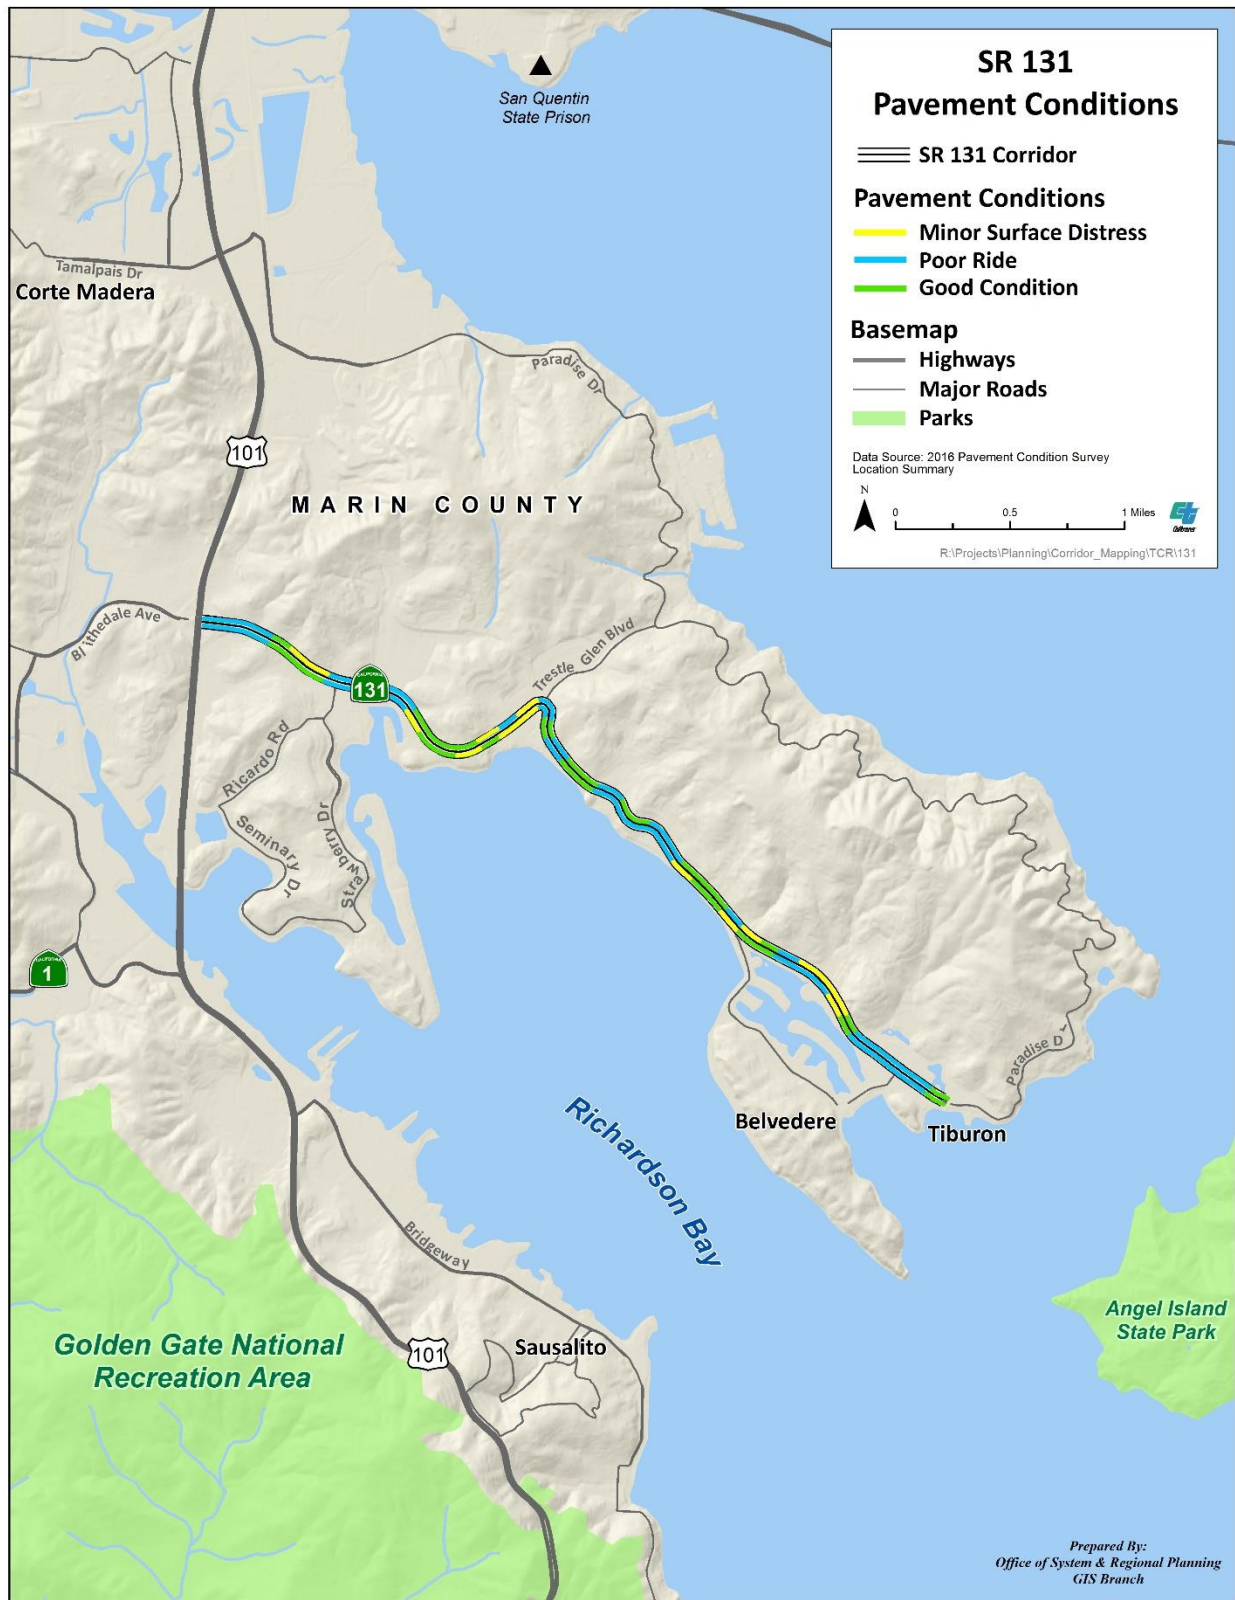 SR 131
Pavement Conditions
SR 131 Corridor
Pavement Conditions
Minor Surface Distress
Poor Ride
Good Condition
Basemap
Highways
Major Roads
Parks
Data Source: 2016 Pavement Condition Survey
Location Summary
N
0 0.5 1 Miles
Caltrans
R:\Projects\Planning\Corridor_Mapping\TCR\131
San Quentin
State Prison
Tamalpais Dr
Corte Madera
Paradise Dr
101
MARIN COUNTY
Blithedale Ave
Trestle Glen Blvd
CALIFORNIA
131
Ricardo Rd
Seminary Dr
Strawberry Dr
CALIFORNIA
1
Paradise D
Belvedere
Tiburon
Richardson Bay
Bridgeway
Angel Island
State Park
Golden Gate National
Recreation Area
101
Sausalito
Prepared By:
Office of System & Regional Planning
GIS Branch